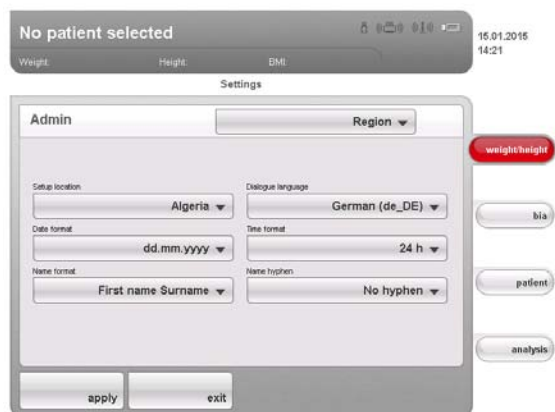 No patient selected
15.01.2015
14:21
Weight: Height: BMI:
Settings
Admin
Region
weight/height
Setup location
Algeria
Dialogue language
German (de_DE)
bia
Date format
dd.mm.yyyy
Time format
24 h
Name format
First name Surname
Name hyphen
No hyphen
patient
analysis
apply
exit